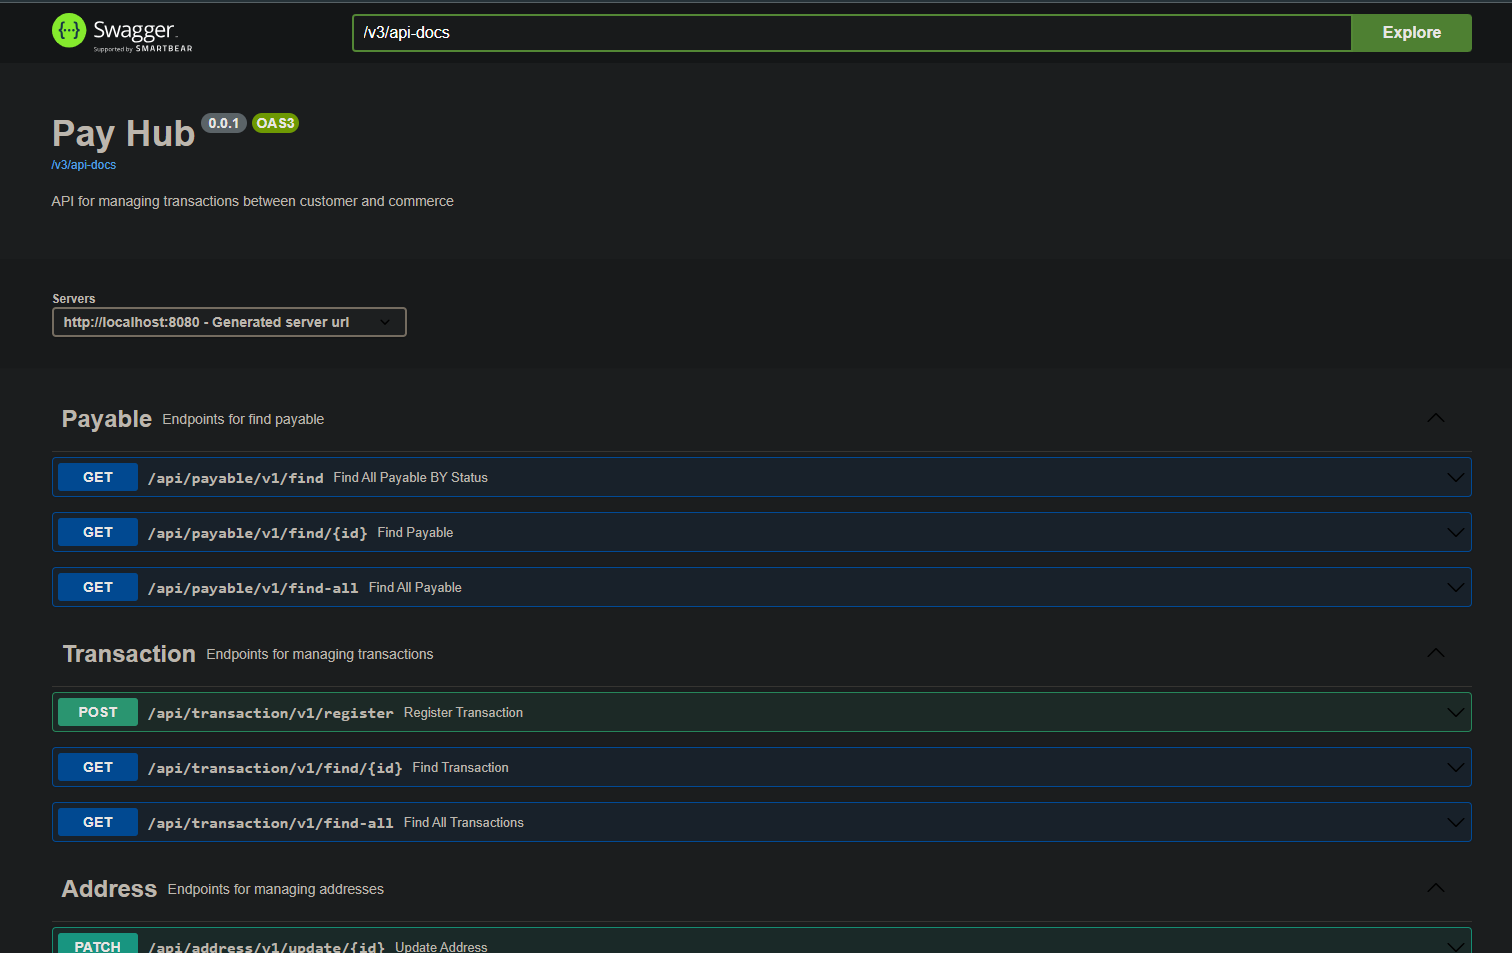 {··} Swagger.
Supported by SMARTBEAR
/v3/api-docs
Explore
Pay Hub 0.0.1 OAS3
/v3/api-docs
API for managing transactions between customer and commerce
Servers
http://localhost:8080 - Generated server url
Payable Endpoints for find payable
GET /api/payable/v1/find Find All Payable BY Status
GET /api/payable/v1/find/{id} Find Payable
GET /api/payable/v1/find-all Find All Payable
Transaction Endpoints for managing transactions
POST /api/transaction/v1/register Register Transaction
GET /api/transaction/v1/find/{id} Find Transaction
GET /api/transaction/v1/find-all Find All Transactions
Address Endpoints for managing addresses
PATCH /api/address/v1/update/{id} Update Address